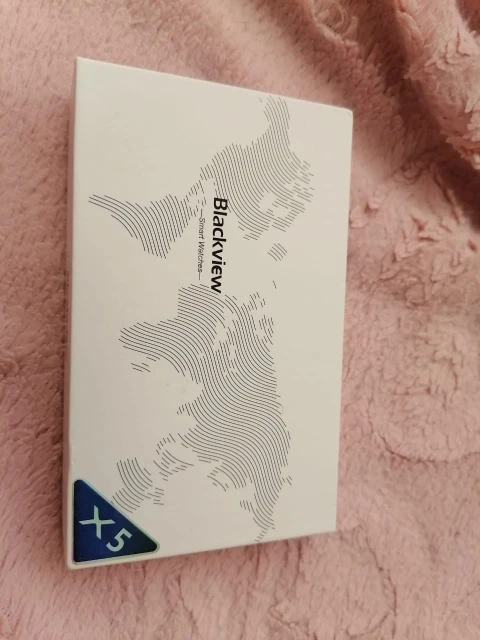 Blackview
—Smart Watches—
X5